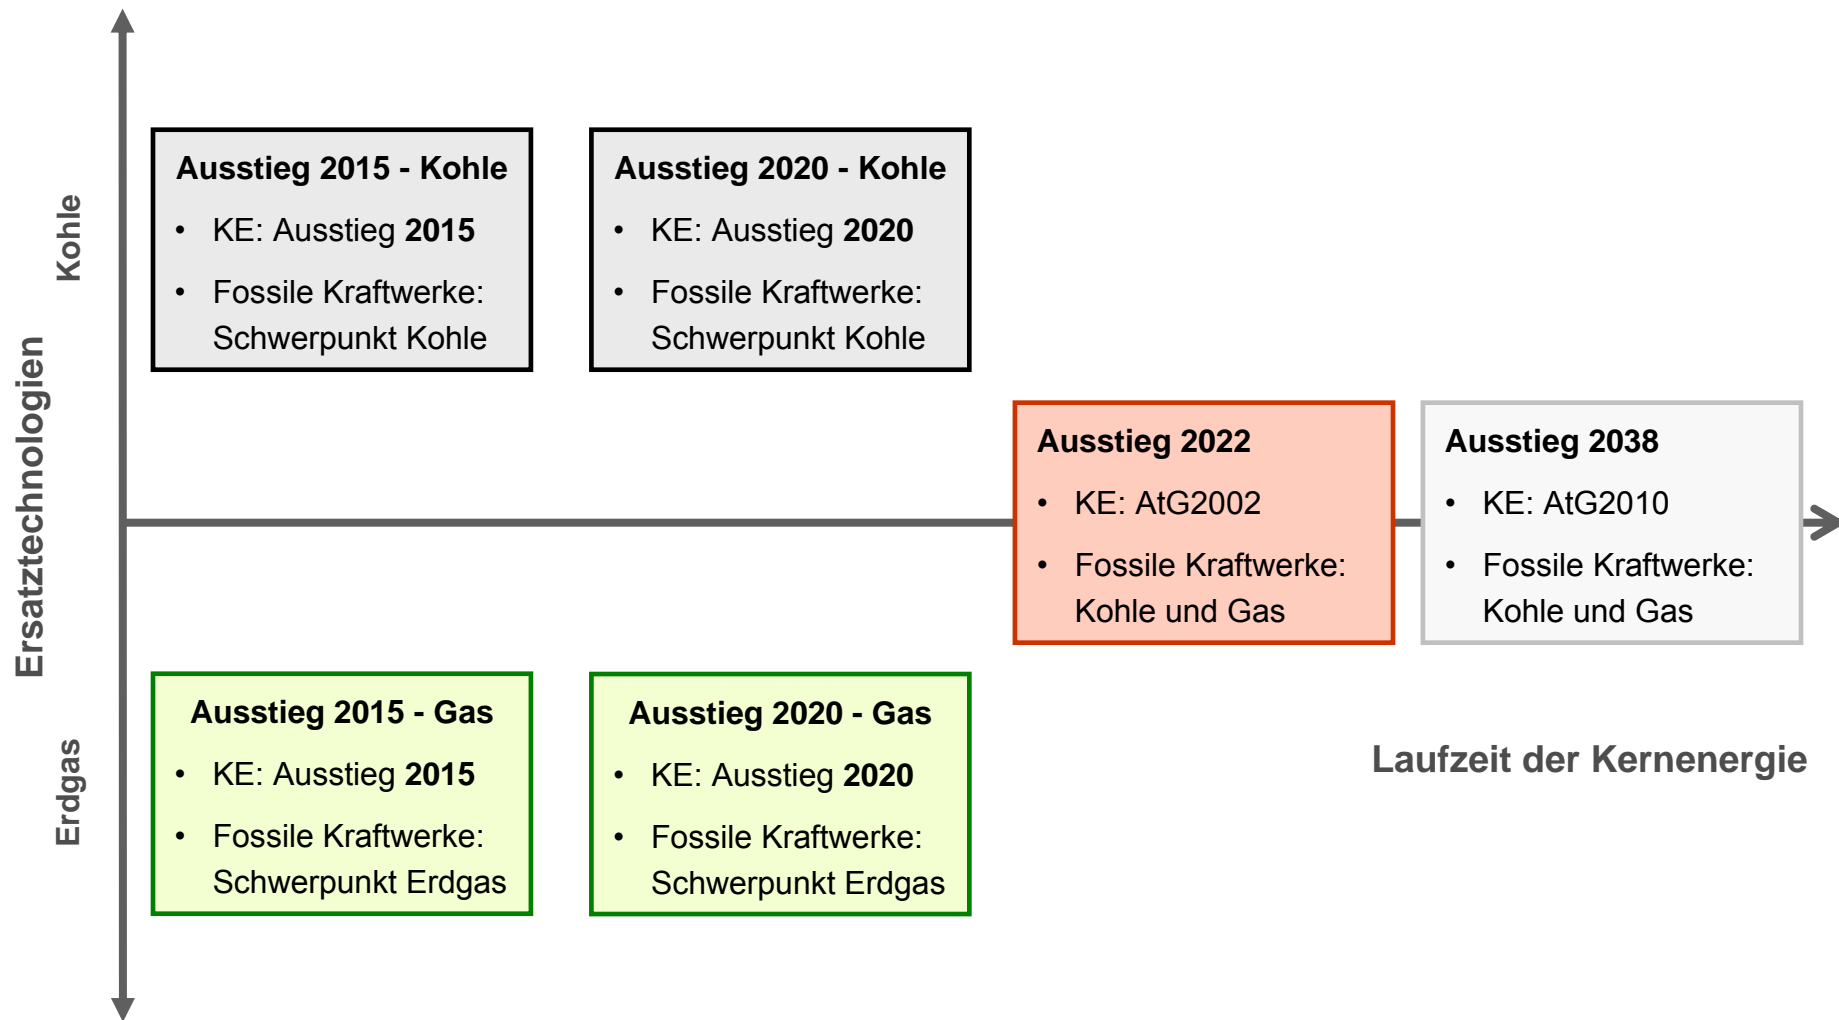 Ersatztechnologien
Kohle
Erdgas
Ausstieg 2015 - Kohle
• KE: Ausstieg 2015
• Fossile Kraftwerke:
Schwerpunkt Kohle
Ausstieg 2020 - Kohle
• KE: Ausstieg 2020
• Fossile Kraftwerke:
Schwerpunkt Kohle
Ausstieg 2022
• KE: AtG2002
• Fossile Kraftwerke:
Kohle und Gas
Ausstieg 2038
• KE: AtG2010
• Fossile Kraftwerke:
Kohle und Gas
Ausstieg 2015 - Gas
• KE: Ausstieg 2015
• Fossile Kraftwerke:
Schwerpunkt Erdgas
Ausstieg 2020 - Gas
• KE: Ausstieg 2020
• Fossile Kraftwerke:
Schwerpunkt Erdgas
Laufzeit der Kernenergie